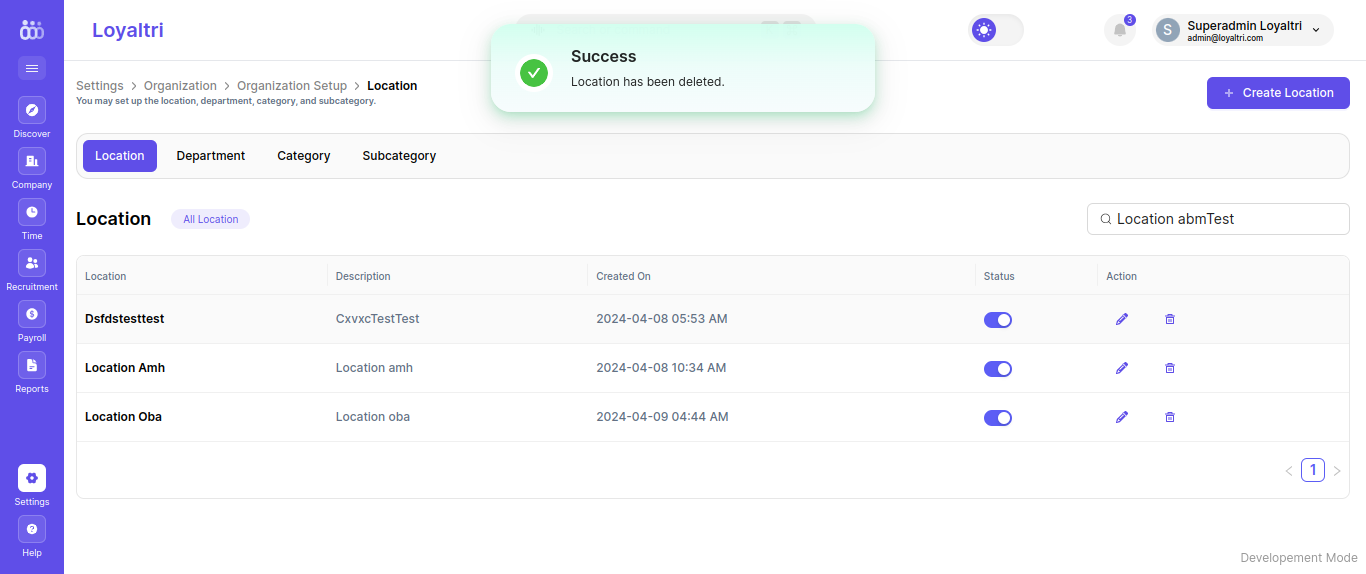 Loyaltri
3
Superadmin Loyaltri
S
admin@loyaltri.com
Success
Location has been deleted.
Settings > Organization > Organization Setup > Location
You may set up the location, department, category, and subcategory.
+ Create Location
Discover
Company
Time
Recruitment
Payroll
Reports
Settings
Help
Location Department Category Subcategory
Location All Location
Location abmTest
Location Description Created On Status Action
Dsfdstesttest CxvxcTestTest 2024-04-08 05:53 AM
Location Amh Location amh 2024-04-08 10:34 AM
Location Oba Location oba 2024-04-09 04:44 AM
< 1 >
Developement Mode